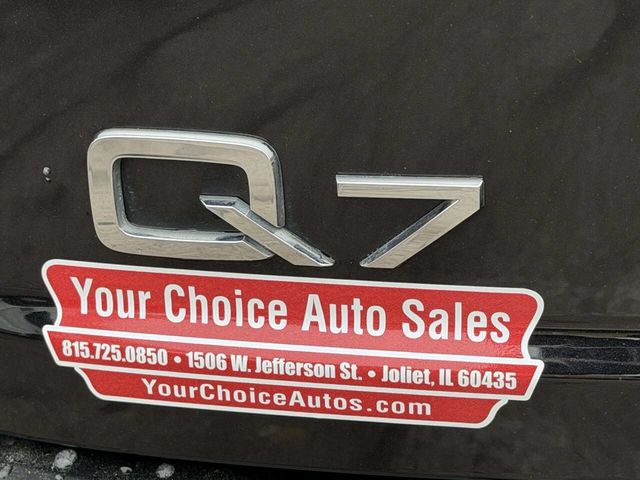 Q7
Your Choice Auto Sales
815.725.0850 • 1506 W. Jefferson St. • Joliet, IL 60435
YourChoiceAutos.com